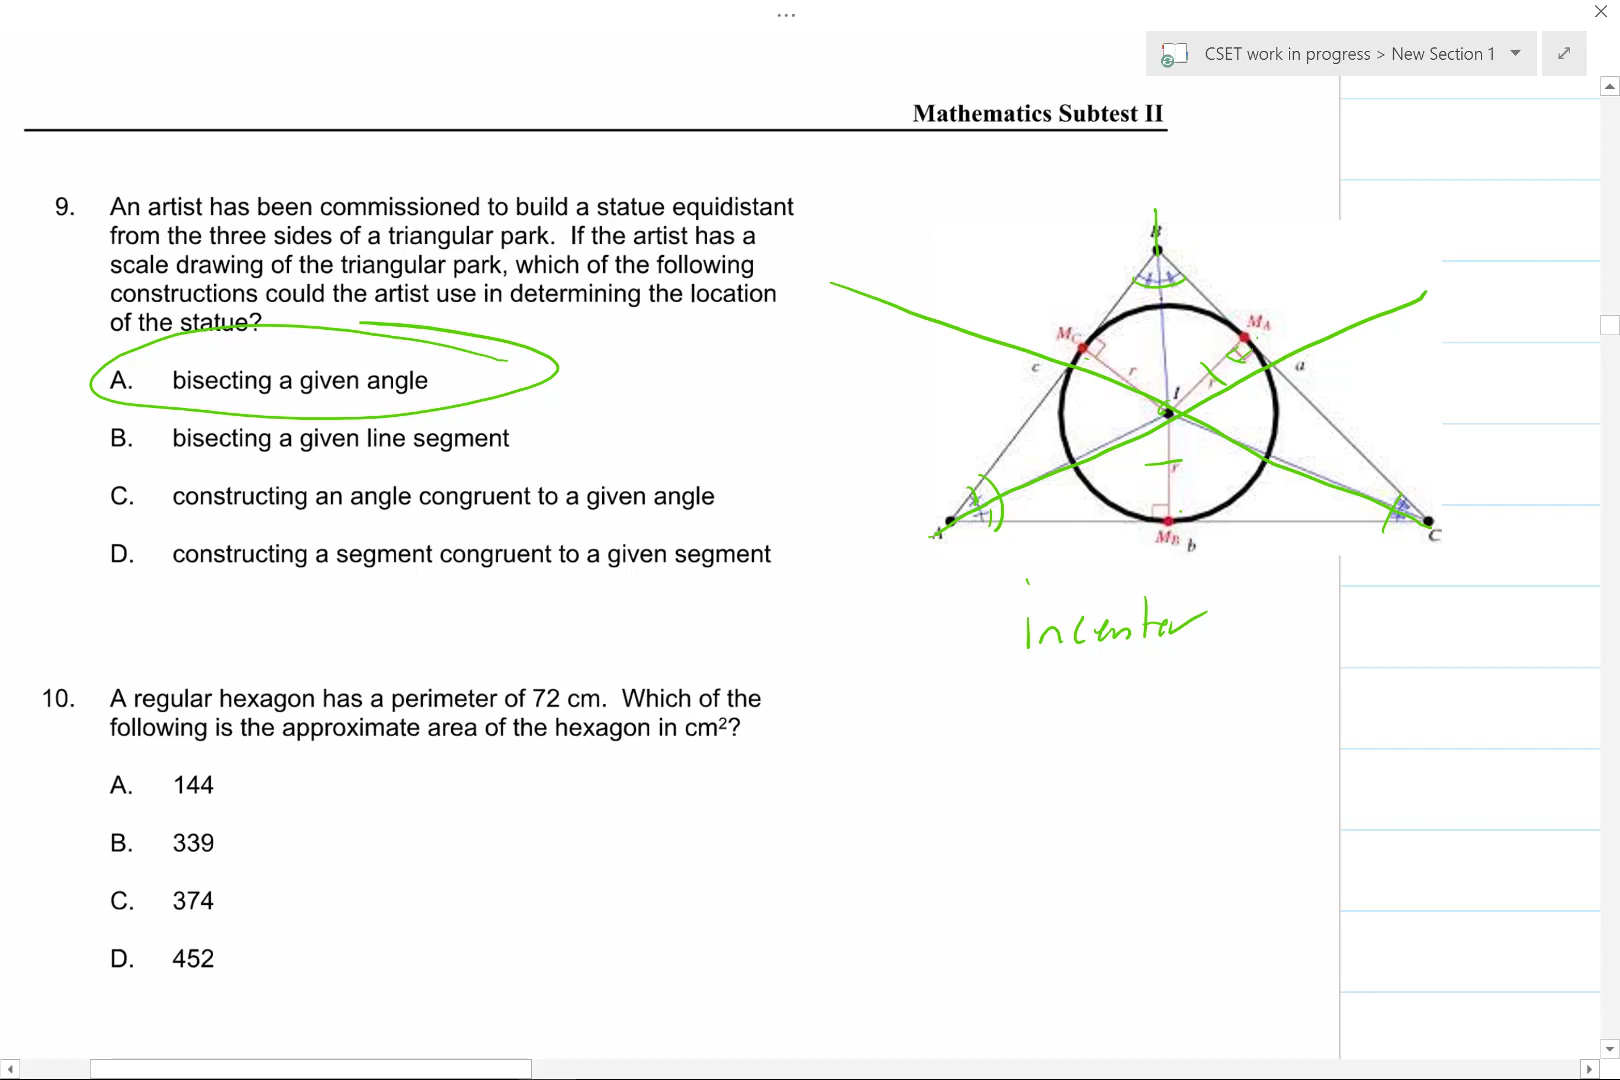 CSET work in progress > New Section 1
Mathematics Subtest II
9. An artist has been commissioned to build a statue equidistant
from the three sides of a triangular park. If the artist has a
scale drawing of the triangular park, which of the following
constructions could the artist use in determining the location
of the statue?
A. bisecting a given angle
B. bisecting a given line segment
C. constructing an angle congruent to a given angle
D. constructing a segment congruent to a given segment
B
M_C
M_A
c
r
r
a
I
r
A
M_B
b
C
incenter
10. A regular hexagon has a perimeter of 72 cm. Which of the
following is the approximate area of the hexagon in cm²?
A. 144
B. 339
C. 374
D. 452